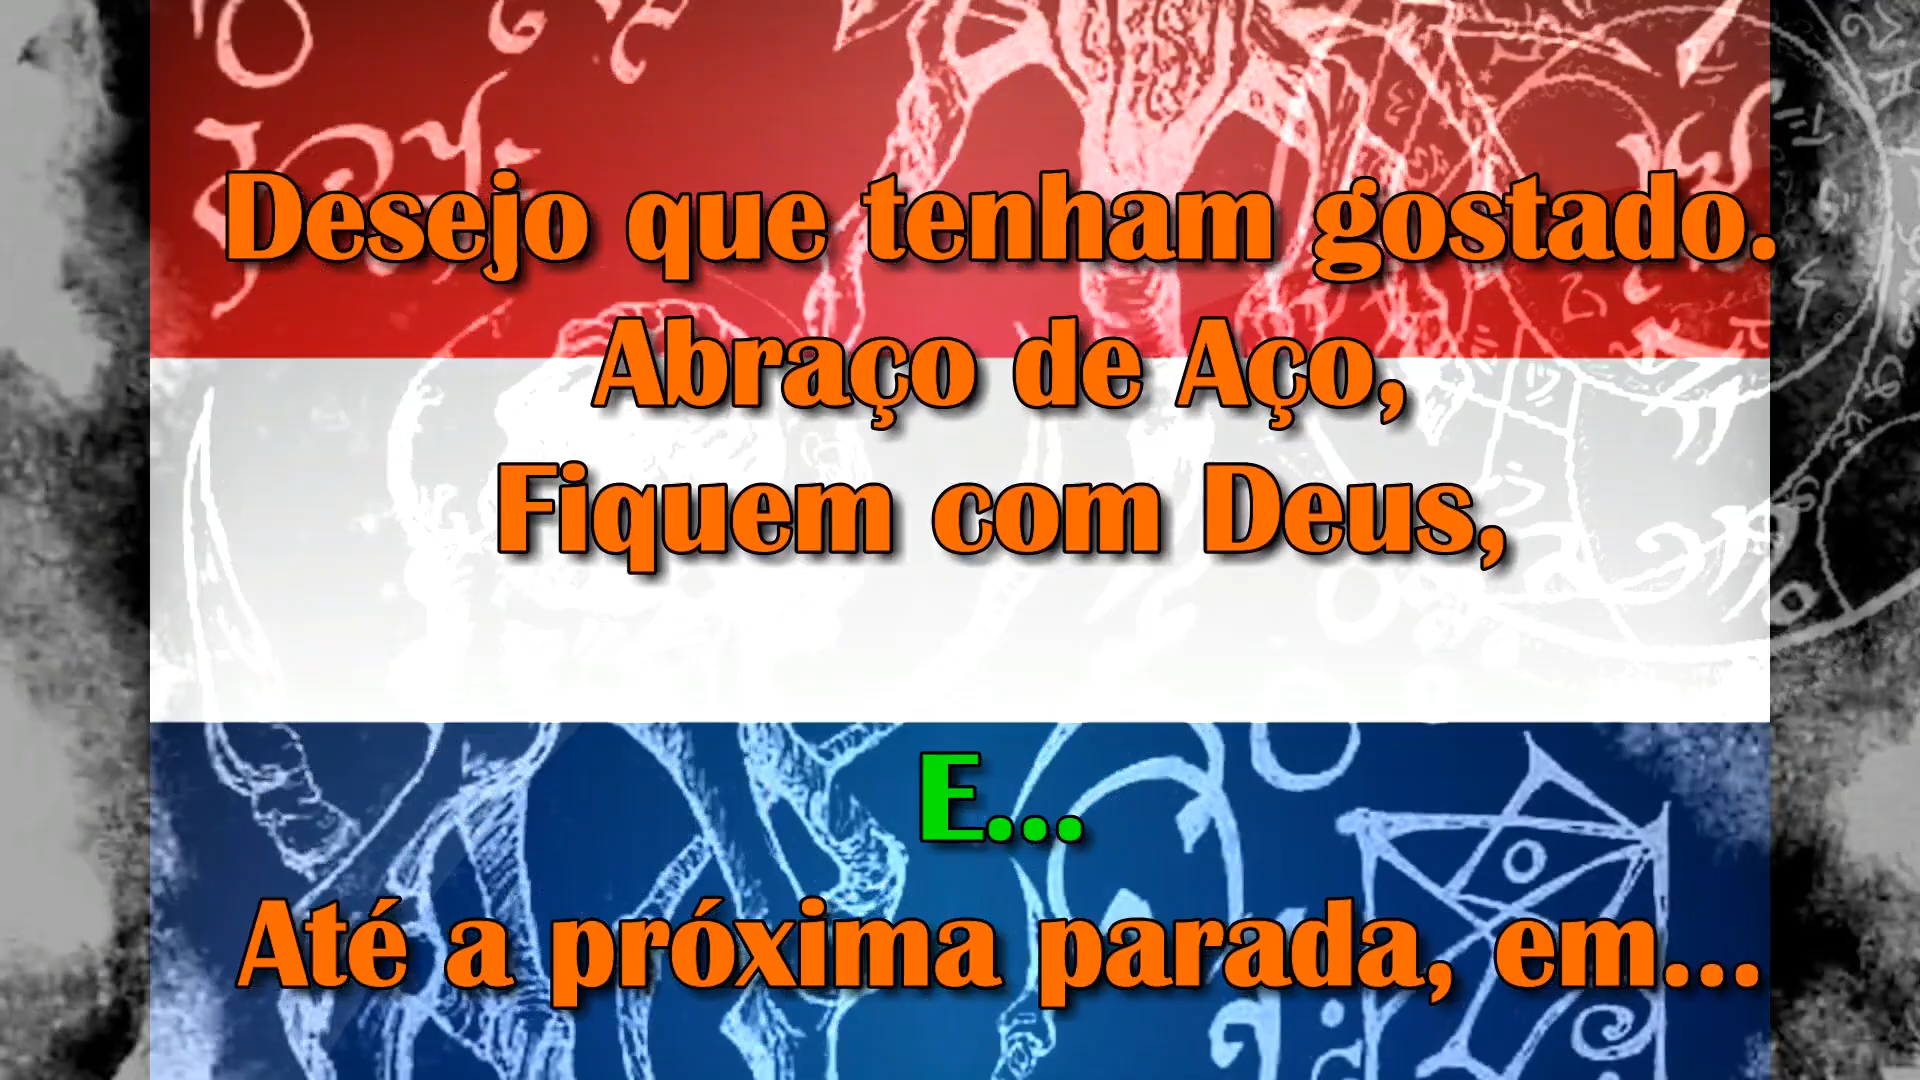 Desejo que tenham gostado.
Abraço de Aço,
Fiquem com Deus,
E...
Até a próxima parada, em...